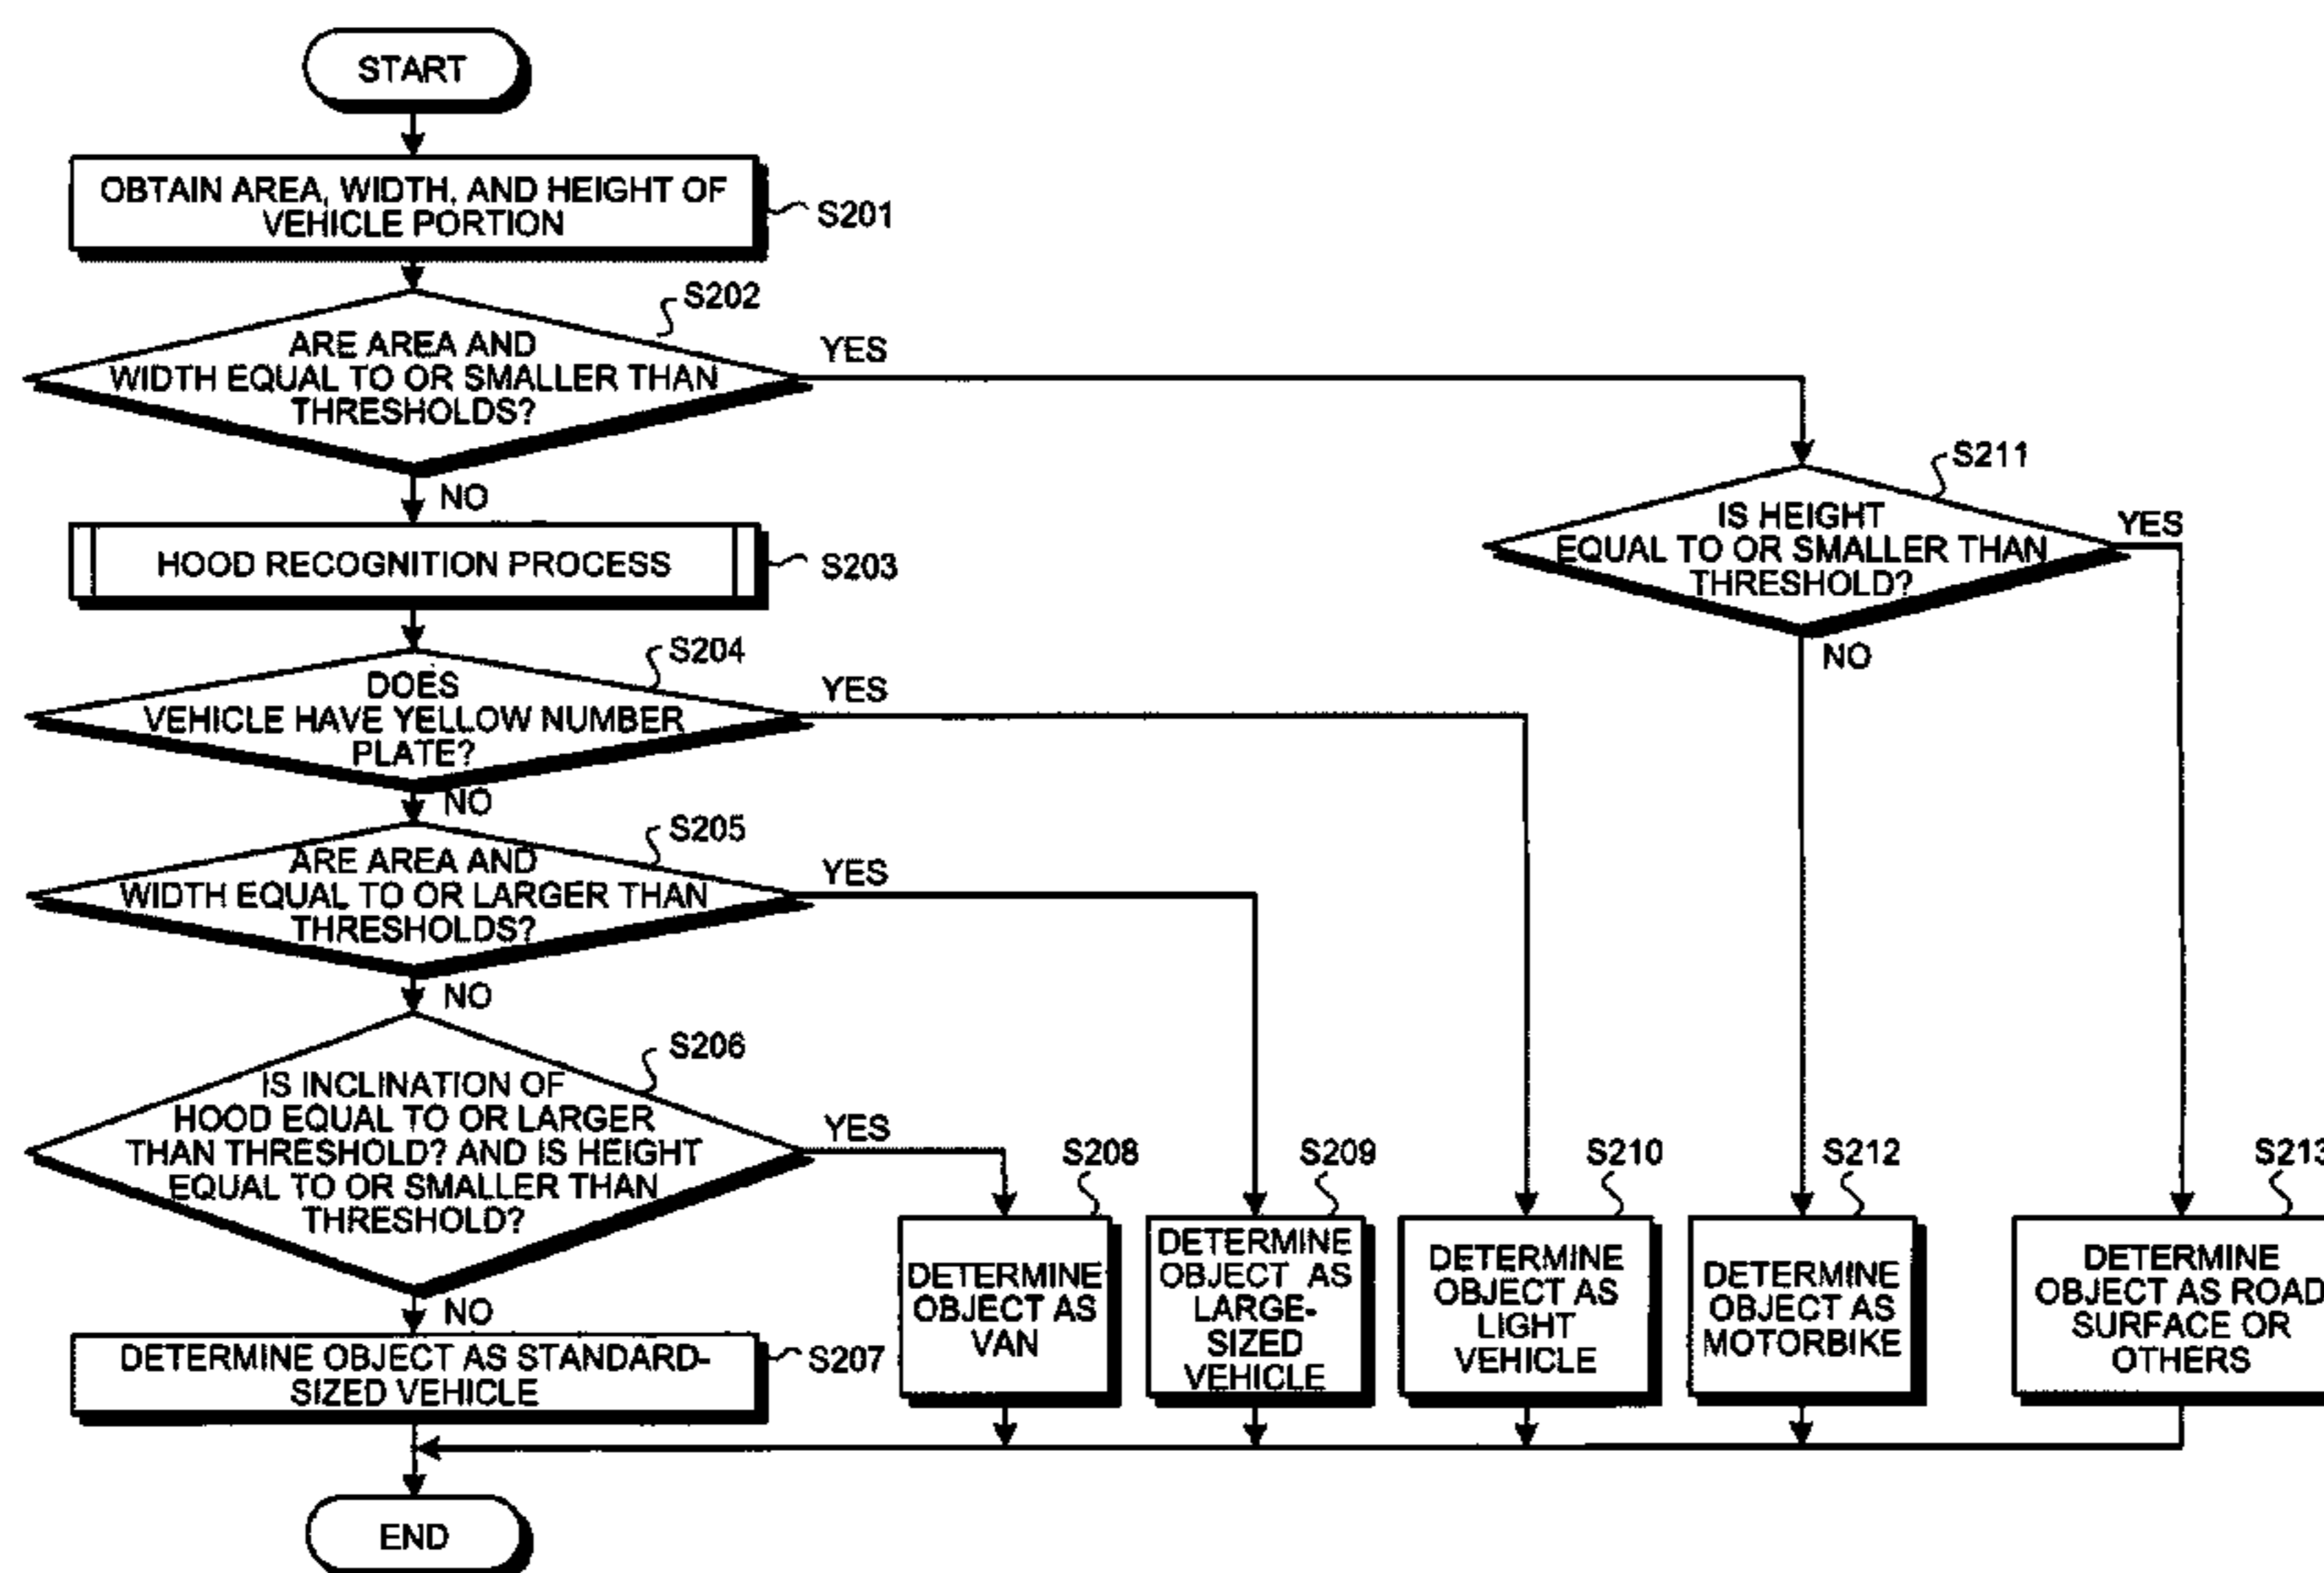 START
OBTAIN AREA, WIDTH, AND HEIGHT OF
VEHICLE PORTION
S201
S202
ARE AREA AND
WIDTH EQUAL TO OR SMALLER THAN
THRESHOLDS?
YES
NO
S211
IS HEIGHT
EQUAL TO OR SMALLER THAN
THRESHOLD?
YES
NO
HOOD RECOGNITION PROCESS
S203
S204
DOES
VEHICLE HAVE YELLOW NUMBER
PLATE?
YES
NO
S205
ARE AREA AND
WIDTH EQUAL TO OR LARGER THAN
THRESHOLDS?
YES
NO
S206
IS INCLINATION OF
HOOD EQUAL TO OR LARGER
THAN THRESHOLD? AND IS HEIGHT
EQUAL TO OR SMALLER THAN
THRESHOLD?
YES
NO
DETERMINE OBJECT AS STANDARD-
SIZED VEHICLE
S207
S208
DETERMINE
OBJECT AS
VAN
S209
DETERMINE
OBJECT AS
LARGE-
SIZED
VEHICLE
S210
DETERMINE
OBJECT AS
LIGHT
VEHICLE
S212
DETERMINE
OBJECT AS
MOTORBIKE
S213
DETERMINE
OBJECT AS ROAD
SURFACE OR
OTHERS
END